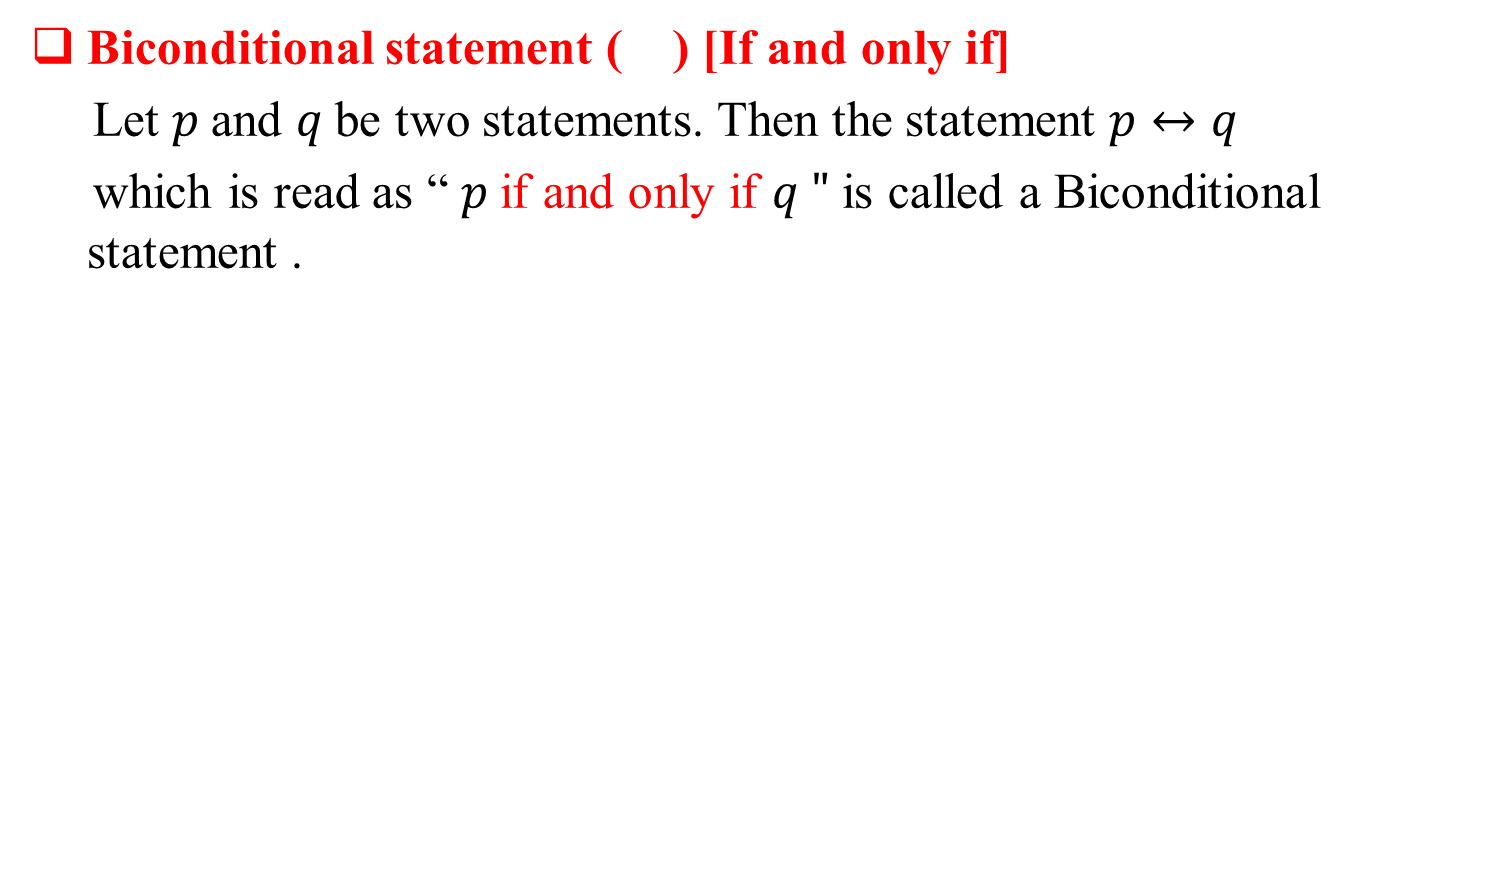 ❑ Biconditional statement ( ) [If and only if]
Let p and q be two statements. Then the statement p ↔ q
which is read as “ p if and only if q " is called a Biconditional
statement .